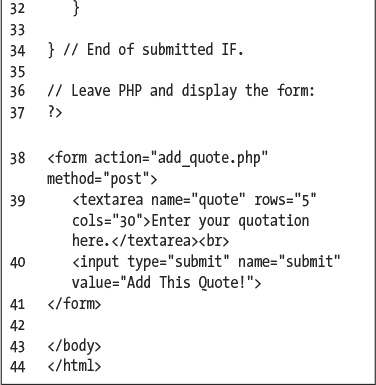 32 }
33
34 } // End of submitted IF.
35
36 // Leave PHP and display the form:
37 ?>
38 <form action="add_quote.php"
method="post">
39 <textarea name="quote" rows="5"
cols="30">Enter your quotation
here.</textarea><br>
40 <input type="submit" name="submit"
value="Add This Quote!">
41 </form>
42
43 </body>
44 </html>